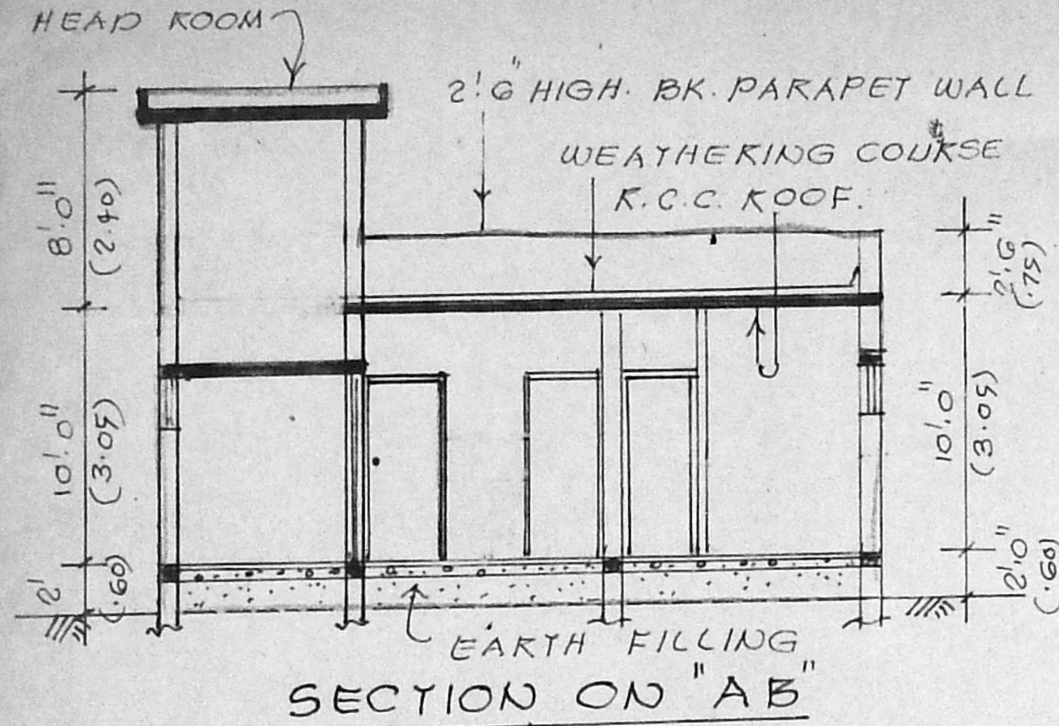 HEAD ROOM
2'.6" HIGH. BK. PARAPET WALL
WEATHERING COURSE
R.C.C. ROOF.
8'.0"
(2.40)
10'.0"
(3.05)
2'
(.60)
2'.6"
(.75)
10'.0"
(3.05)
2'.0"
(.60)
EARTH FILLING
SECTION ON "AB"